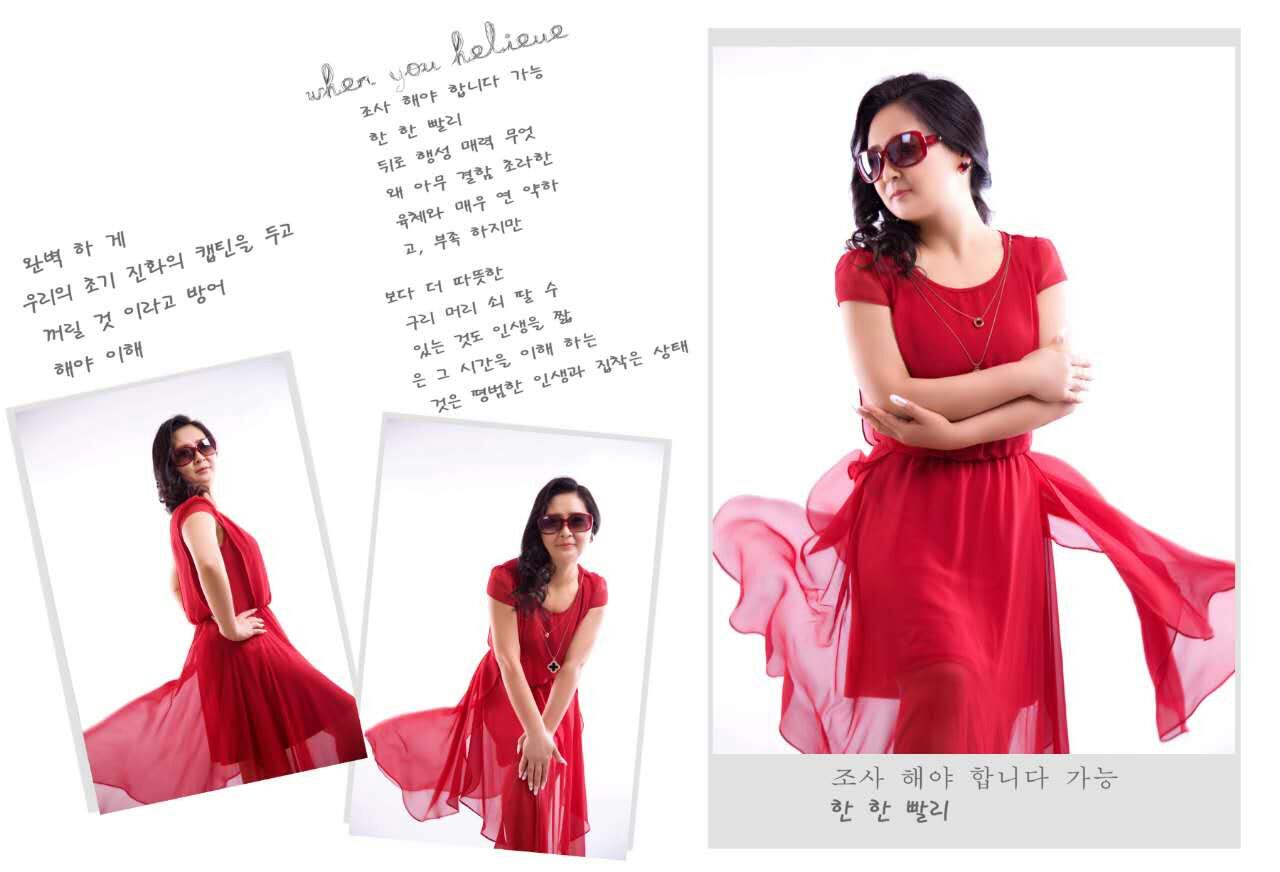 when you believe
조사 해야 합니다 가능
한 한 빨리
뒤로 행성 매력 무엇
왜 아무 결함 초라한
육체와 매우 연 약하
고, 부족 하지만
보다 더 따뜻한
구리 머리 쇠 딸 수
있는 것도 인생을 짧
은 그 시간을 이해 하는
것은 평범한 인생과 집착은 상태
완벽 하 게
우리의 초기 진화의 캡틴을 두고
꺼릴 것 이라고 방어
해야 이해
조사 해야 합니다 가능
한 한 빨리